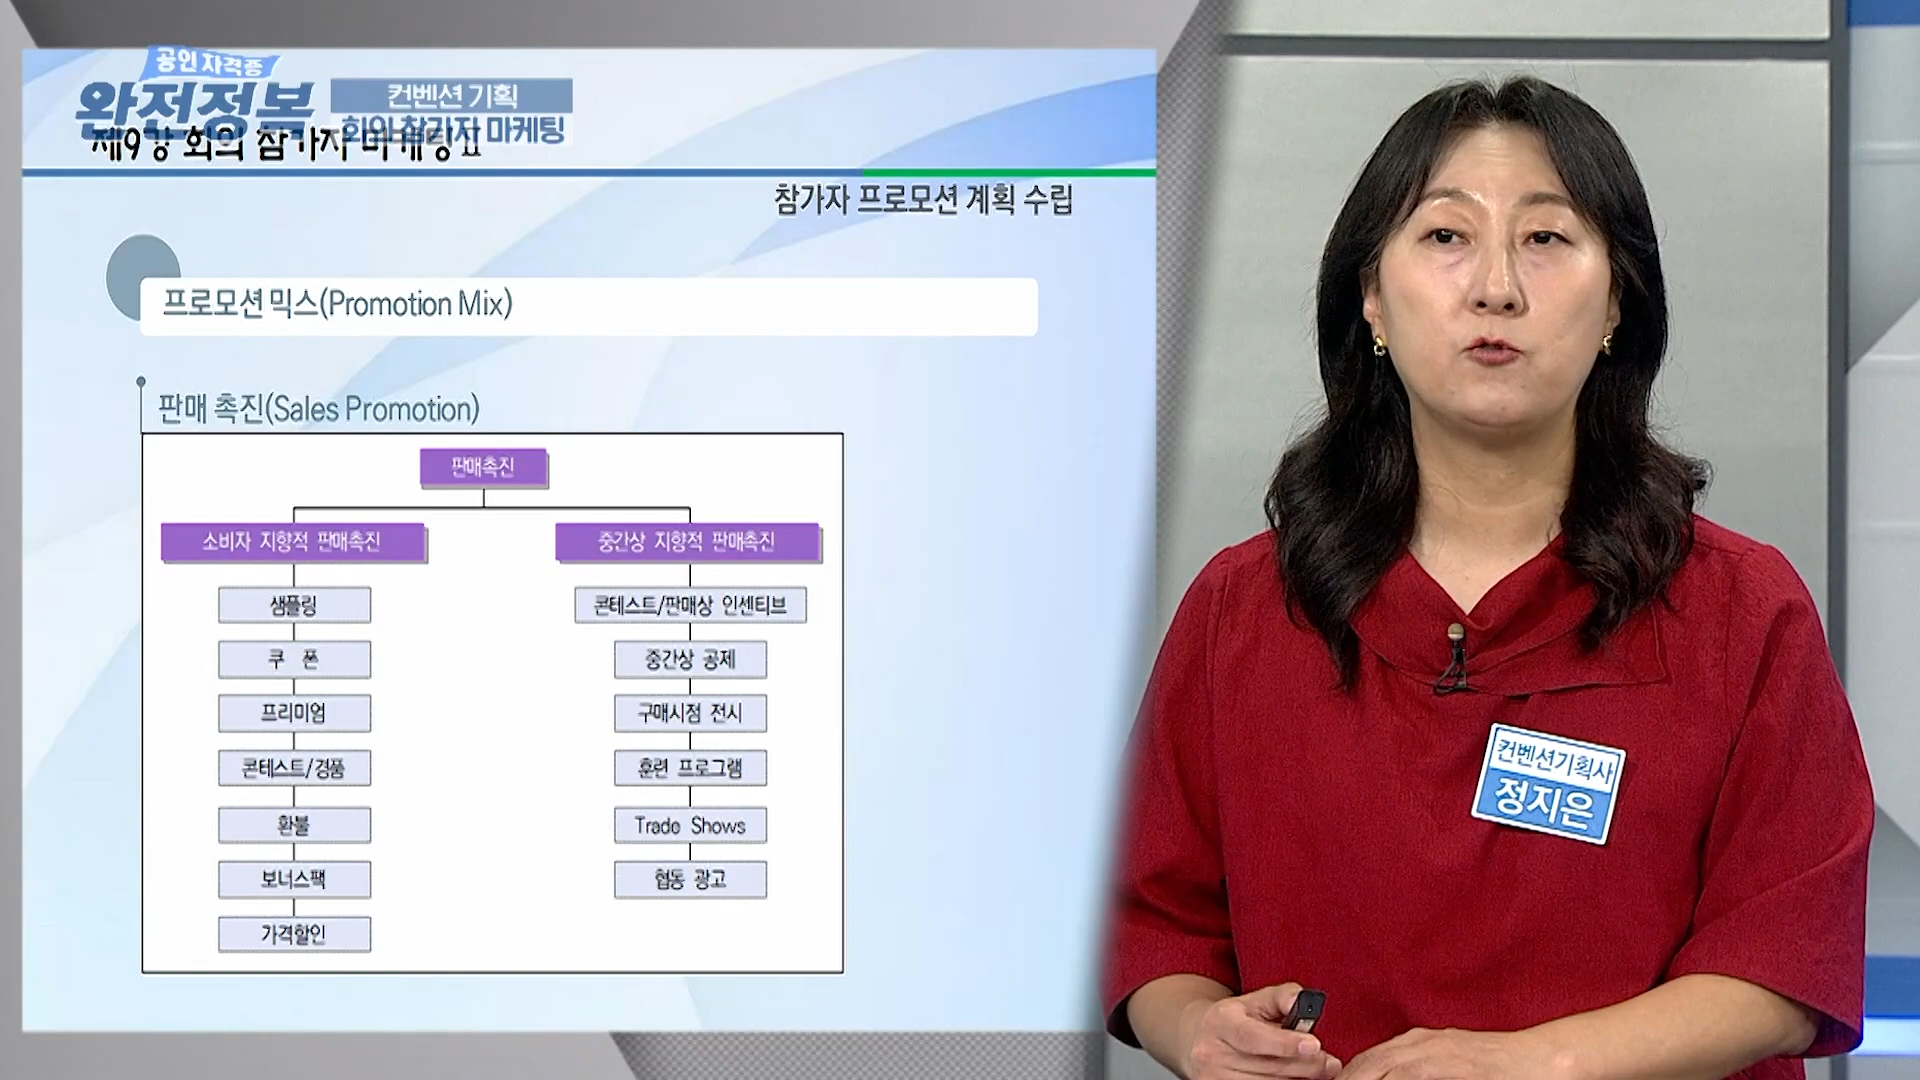 공인 자격증
완전정복
컨벤션 기획
회의 참가자 마케팅
제9강 회의 참가자 마케팅Ⅱ
참가자 프로모션 계획 수립
프로모션 믹스(Promotion Mix)
판매 촉진(Sales Promotion)
판매촉진
소비자 지향적 판매촉진
중간상 지향적 판매촉진
샘플링
콘테스트/판매상 인센티브
쿠 폰
중간상 공제
프리미엄
구매시점 전시
콘테스트/경품
훈련 프로그램
환불
Trade Shows
보너스팩
협동 광고
가격할인
컨벤션기획사
정지은